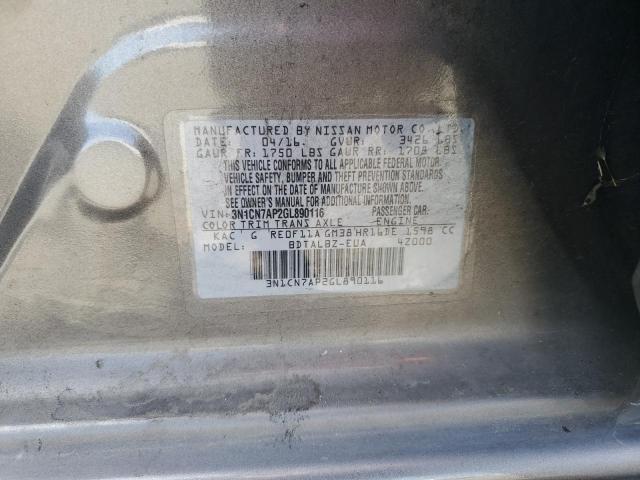 MANUFACTURED BY NISSAN MOTOR CO., LTD.
DATE: 04/16 GVWR: 3426 LBS
GAWR FR: 1750 LBS GAWR RR: 1708 LBS
THIS VEHICLE CONFORMS TO ALL APPLICABLE FEDERAL MOTOR
VEHICLE SAFETY, BUMPER AND THEFT PREVENTION STANDARDS
IN EFFECT ON THE DATE OF MANUFACTURE SHOWN ABOVE.
SEE OWNER'S MANUAL FOR ADDITIONAL INFORMATION.
VIN: 3N1CN7AP2GL890116 PASSENGER CAR
COLOR TRIM TRANS AXLE ENGINE
KAC G RE0F11A GM38 HR16DE 1598 CC
MODEL: BDTALBZ-EUA 4Z000
3N1CN7AP2GL890116